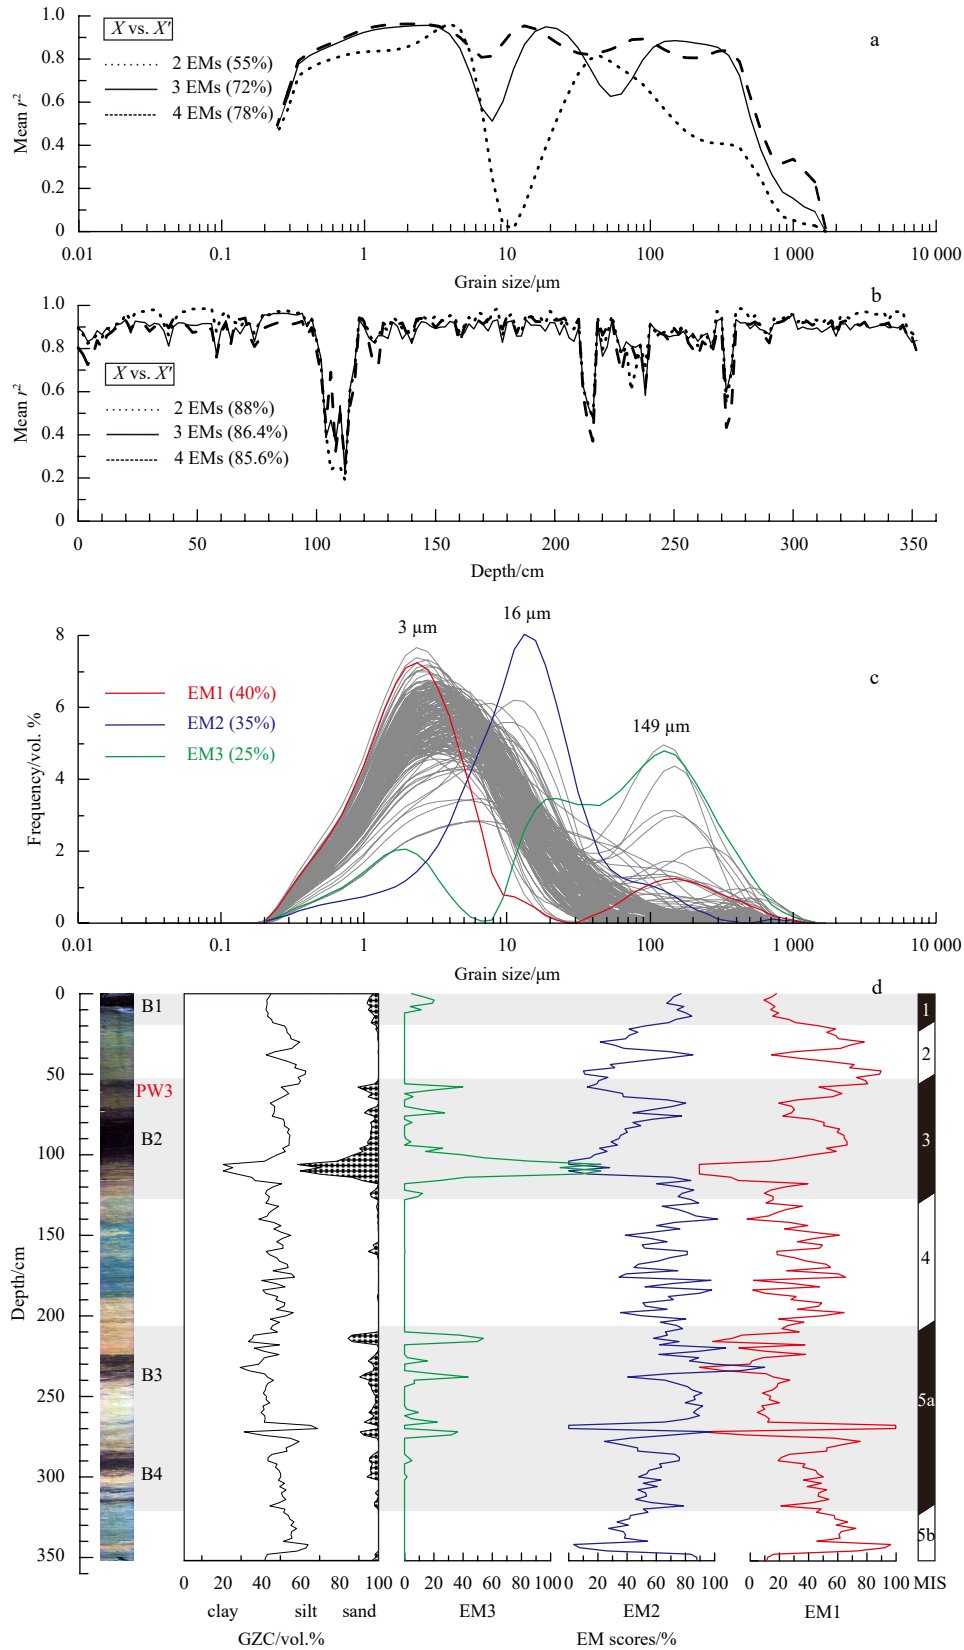 a
X vs. X′
2 EMs (55%)
3 EMs (72%)
4 EMs (78%)
Mean r²
1.0
0.8
0.6
0.4
0.2
0
0.01 0.1 1 10 100 1 000 10 000
Grain size/μm
b
X vs. X′
2 EMs (88%)
3 EMs (86.4%)
4 EMs (85.6%)
Mean r²
1.0
0.8
0.6
0.4
0.2
0
0 50 100 150 200 250 300 350
Depth/cm
c
3 μm
16 μm
149 μm
EM1 (40%)
EM2 (35%)
EM3 (25%)
Frequency/vol. %
8
6
4
2
0
0.01 0.1 1 10 100 1 000 10 000
Grain size/μm
d
Depth/cm
0
50
100
150
200
250
300
350
B1
PW3
B2
B3
B4
1
2
3
4
5a
5b
0 20 40 60 80 100
0 20 40 60 80 100
0 20 40 60 80 100
0 20 40 60 80 100
MIS
clay silt sand
EM3
EM2
EM1
GZC/vol.%
EM scores/%